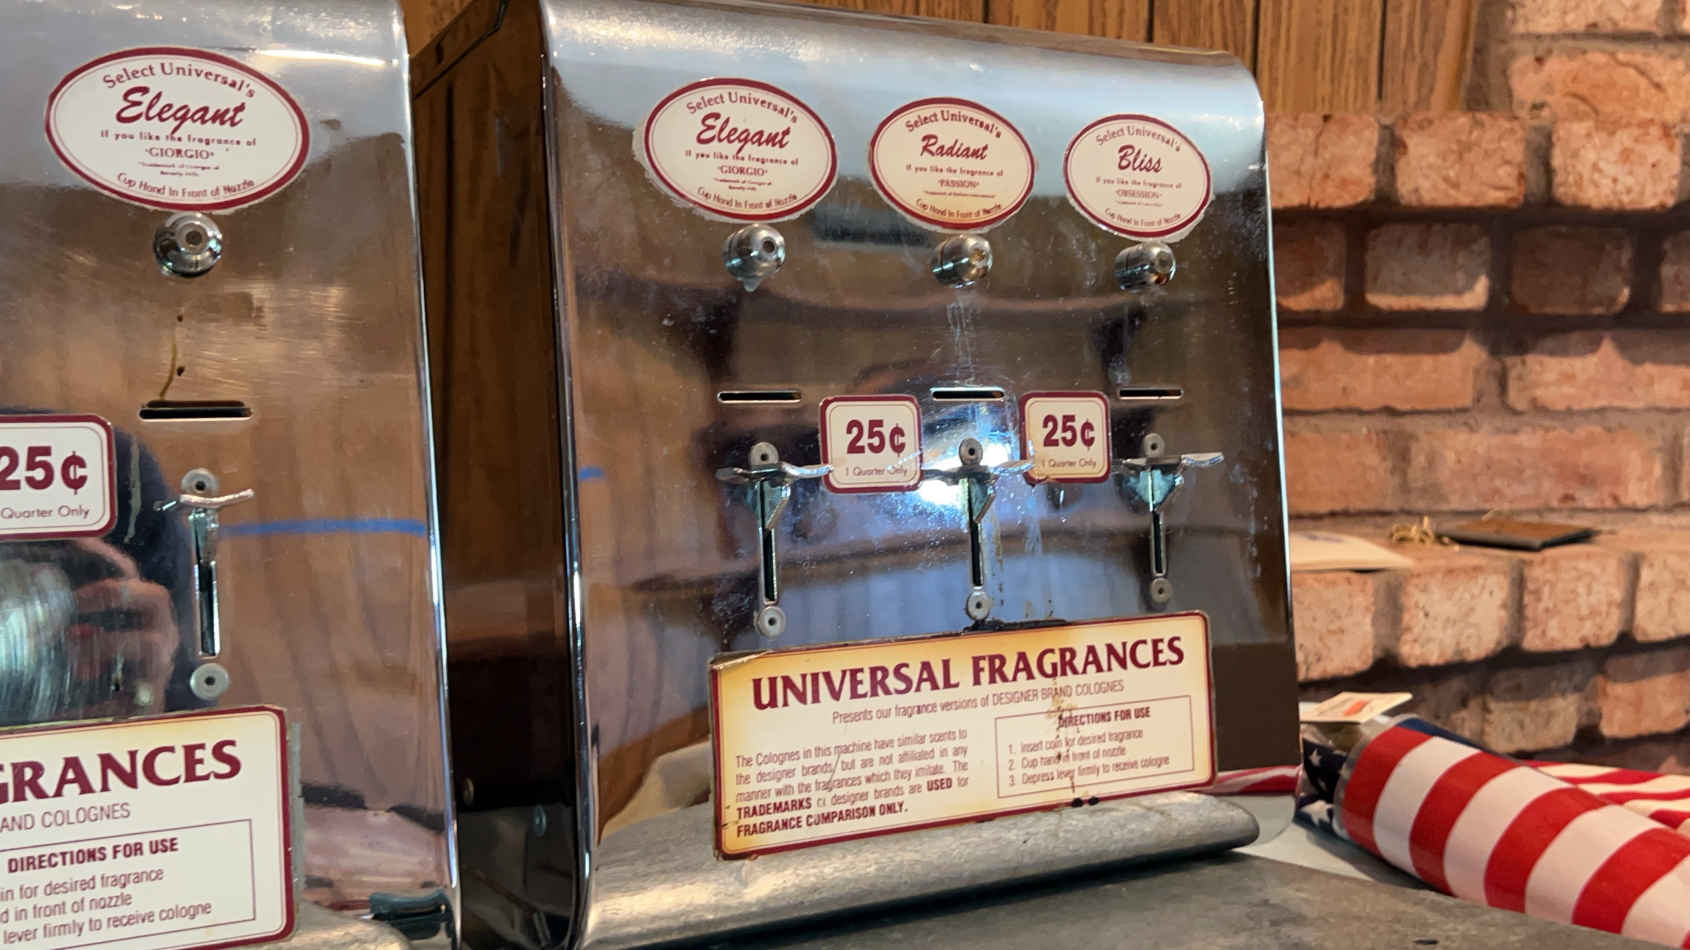 Select Universal's
Elegant
If you like the fragrance of
"GIORGIO"
Beverly Hills
Cup Hand In Front of Nozzle
25¢
Quarter Only
GRANCES
AND COLOGNES
DIRECTIONS FOR USE
in for desired fragrance
d in front of nozzle
lever firmly to receive cologne
Select Universal's
Elegant
If you like the fragrance of
"GIORGIO"
Beverly Hills
Cup Hand In Front of Nozzle
Select Universal's
Radiant
If you like the fragrance of
"PASSION"
Cup Hand In Front of Nozzle
Select Universal's
Bliss
If you like the fragrance of
"OBSESSION"
Cup Hand In Front of Nozzle
25¢
1 Quarter Only
25¢
1 Quarter Only
UNIVERSAL FRAGRANCES
Presents our fragrance versions of DESIGNER BRAND COLOGNES
The Colognes in this machine have similar scents to
the designer brands, but are not affiliated in any
manner with the fragrances which they imitate. The
TRADEMARKS of designer brands are USED for
FRAGRANCE COMPARISON ONLY.
DIRECTIONS FOR USE
1. Insert coin for desired fragrance
2. Cup hand in front of nozzle
3. Depress lever firmly to receive cologne